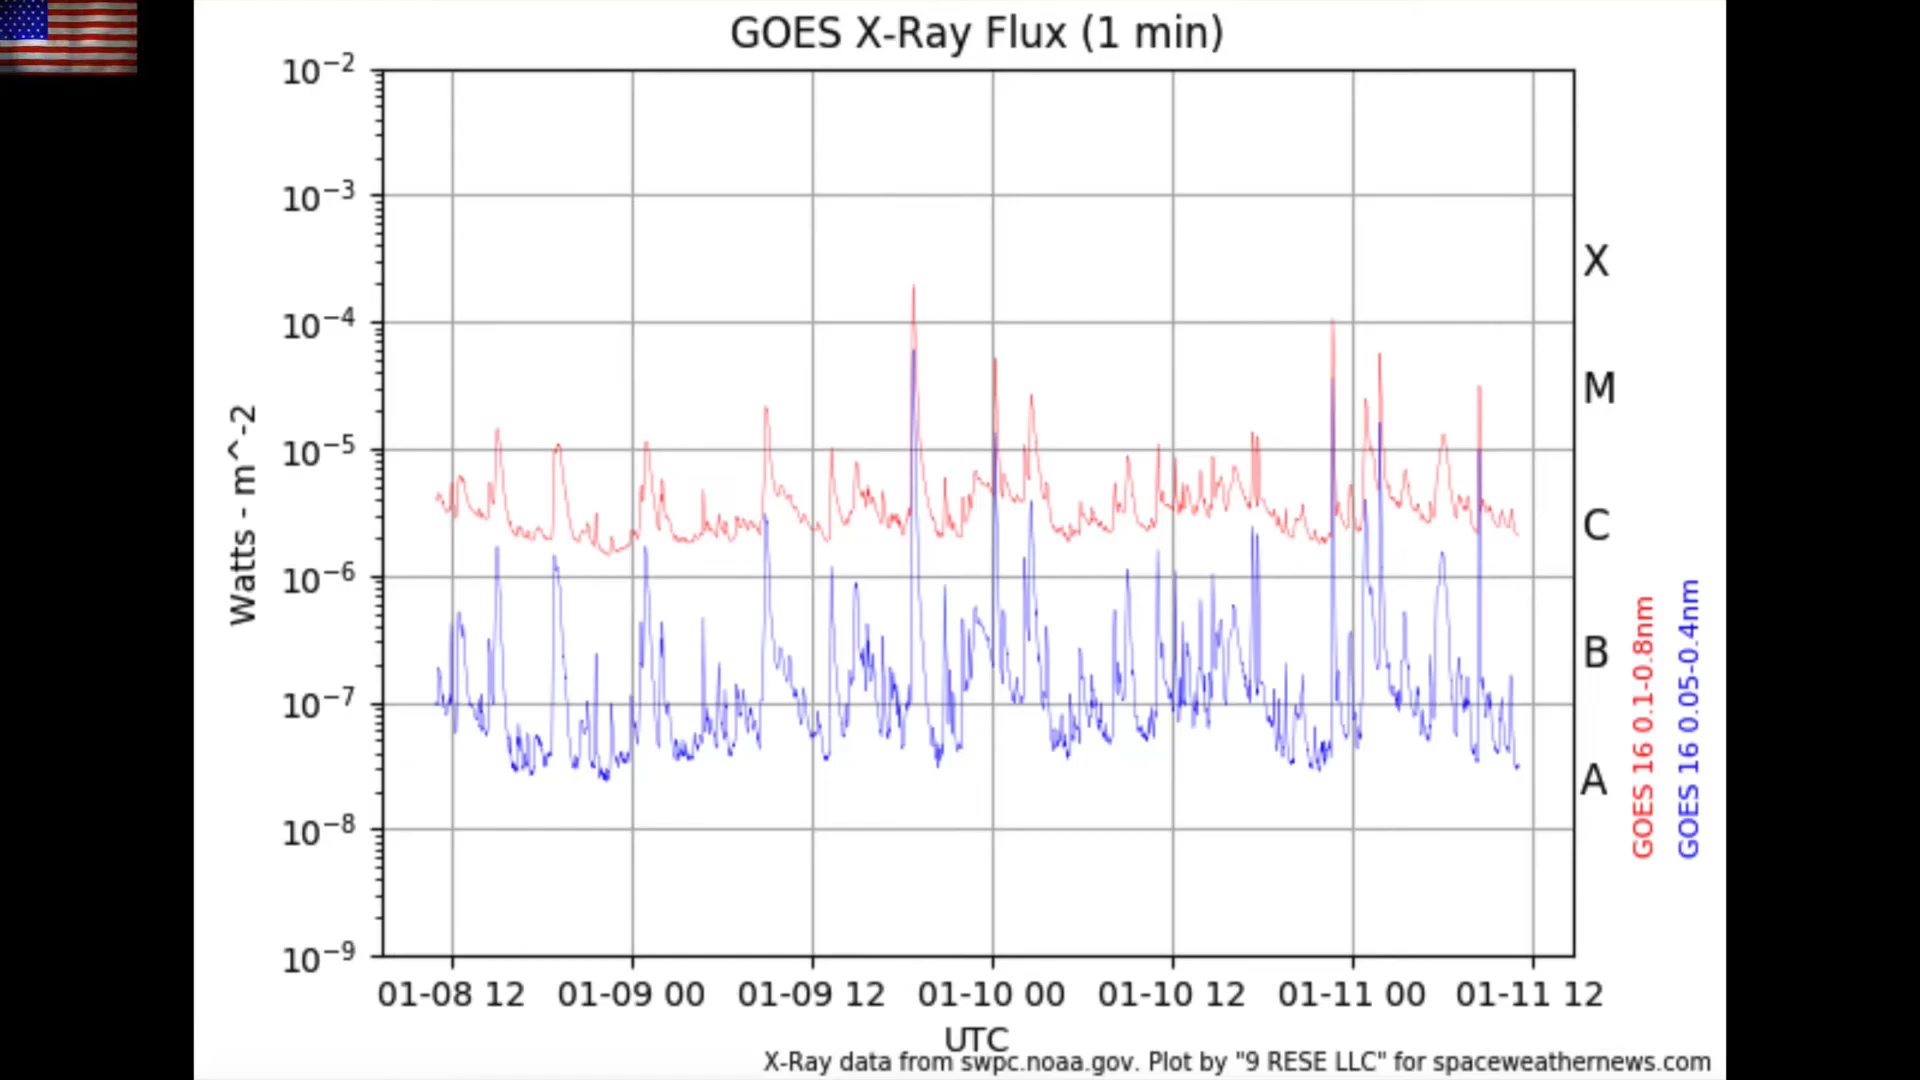 GOES X-Ray Flux (1 min)
10⁻²
10⁻³
10⁻⁴
10⁻⁵
10⁻⁶
10⁻⁷
10⁻⁸
10⁻⁹
Watts - m^-2
X
M
C
B
A
GOES 16 0.1-0.8nm
GOES 16 0.05-0.4nm
01-08 12 01-09 00 01-09 12 01-10 00 01-10 12 01-11 00 01-11 12
UTC
X-Ray data from swpc.noaa.gov. Plot by "9 RESE LLC" for spaceweathernews.com